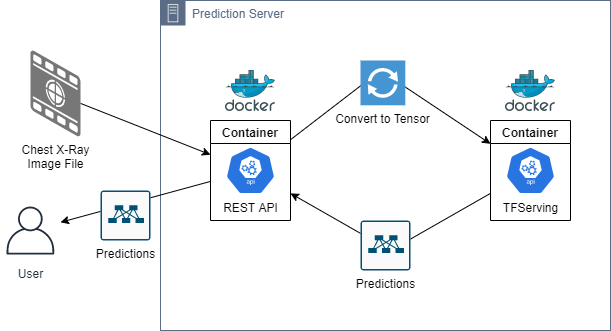 Prediction Server
docker
docker
Convert to Tensor
Container
api
REST API
Container
api
TFServing
Chest X-Ray
Image File
Predictions
Predictions
User